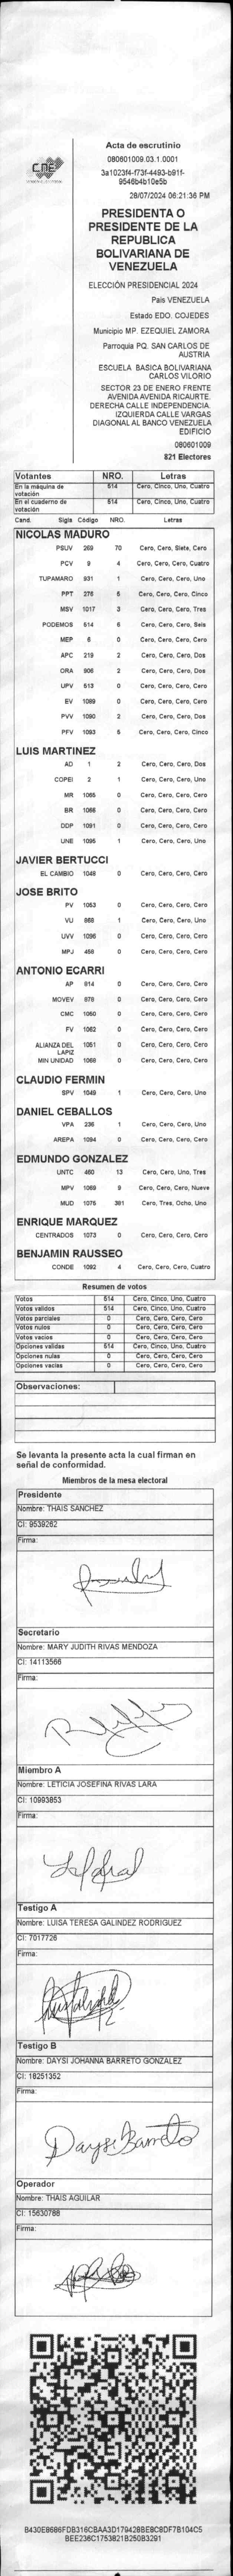 CNE
Acta de escrutinio
080601009.03.1.0001
3a1023f4-f73f-4493-b91f-
9546b4b10e5b
28/07/2024 06:21:36 PM
PRESIDENTA O
PRESIDENTE DE LA
REPUBLICA
BOLIVARIANA DE
VENEZUELA
ELECCIÓN PRESIDENCIAL 2024
País VENEZUELA
Estado EDO. COJEDES
Municipio MP. EZEQUIEL ZAMORA
Parroquia PQ. SAN CARLOS DE
AUSTRIA
ESCUELA BASICA BOLIVARIANA
CARLOS VILORIO
SECTOR 23 DE ENERO FRENTE
AVENIDA AVENIDA RICAURTE.
DERECHA CALLE INDEPENDENCIA.
IZQUIERDA CALLE VARGAS
DIAGONAL AL BANCO VENEZUELA
EDIFICIO
080601009
821 Electores
Votantes NRO. Letras
En la máquina de votación 514 Cero, Cinco, Uno, Cuatro
En el cuaderno de votación 514 Cero, Cinco, Uno, Cuatro
Cand. Sigla Código NRO. Letras
NICOLAS MADURO
PSUV 269 70 Cero, Cero, Siete, Cero
PCV 9 4 Cero, Cero, Cero, Cuatro
TUPAMARO 931 1 Cero, Cero, Cero, Uno
PPT 276 5 Cero, Cero, Cero, Cinco
MSV 1017 3 Cero, Cero, Cero, Tres
PODEMOS 514 6 Cero, Cero, Cero, Seis
MEP 5 0 Cero, Cero, Cero, Cero
APC 219 2 Cero, Cero, Cero, Dos
ORA 906 2 Cero, Cero, Cero, Dos
UPV 513 0 Cero, Cero, Cero, Cero
EV 1089 0 Cero, Cero, Cero, Cero
PVV 1090 2 Cero, Cero, Cero, Dos
PFV 1093 5 Cero, Cero, Cero, Cinco
LUIS MARTINEZ
AD 1 2 Cero, Cero, Cero, Dos
COPEI 2 1 Cero, Cero, Cero, Uno
MR 1065 0 Cero, Cero, Cero, Cero
BR 1066 0 Cero, Cero, Cero, Cero
DDP 1091 0 Cero, Cero, Cero, Cero
UNE 1095 1 Cero, Cero, Cero, Uno
JAVIER BERTUCCI
EL CAMBIO 1048 0 Cero, Cero, Cero, Cero
JOSE BRITO
PV 1053 0 Cero, Cero, Cero, Cero
VU 868 1 Cero, Cero, Cero, Uno
UVV 1096 0 Cero, Cero, Cero, Cero
MPJ 458 0 Cero, Cero, Cero, Cero
ANTONIO ECARRI
AP 914 0 Cero, Cero, Cero, Cero
MOVEV 878 0 Cero, Cero, Cero, Cero
CMC 1050 0 Cero, Cero, Cero, Cero
FV 1062 0 Cero, Cero, Cero, Cero
ALIANZA DEL LAPIZ 1051 0 Cero, Cero, Cero, Cero
MIN UNIDAD 1068 0 Cero, Cero, Cero, Cero
CLAUDIO FERMIN
SPV 1049 1 Cero, Cero, Cero, Uno
DANIEL CEBALLOS
VPA 236 1 Cero, Cero, Cero, Uno
AREPA 1094 0 Cero, Cero, Cero, Cero
EDMUNDO GONZALEZ
UNTC 460 13 Cero, Cero, Uno, Tres
MPV 1069 9 Cero, Cero, Cero, Nueve
MUD 1075 381 Cero, Tres, Ocho, Uno
ENRIQUE MARQUEZ
CENTRADOS 1073 0 Cero, Cero, Cero, Cero
BENJAMIN RAUSSEO
CONDE 1092 4 Cero, Cero, Cero, Cuatro
Resumen de votos
Votos 514 Cero, Cinco, Uno, Cuatro
Votos validos 514 Cero, Cinco, Uno, Cuatro
Votos parciales 0 Cero, Cero, Cero, Cero
Votos nulos 0 Cero, Cero, Cero, Cero
Votos vacios 0 Cero, Cero, Cero, Cero
Opciones validas 514 Cero, Cinco, Uno, Cuatro
Opciones nulas 0 Cero, Cero, Cero, Cero
Opciones vacias 0 Cero, Cero, Cero, Cero
Observaciones:
Se levanta la presente acta la cual firman en
señal de conformidad.
Miembros de la mesa electoral
Presidente
Nombre: THAIS SANCHEZ
CI: 9539262
Firma:
Secretario
Nombre: MARY JUDITH RIVAS MENDOZA
CI: 14113566
Firma:
Miembro A
Nombre: LETICIA JOSEFINA RIVAS LARA
CI: 10993853
Firma:
Testigo A
Nombre: LUISA TERESA GALINDEZ RODRIGUEZ
CI: 7017726
Firma:
Testigo B
Nombre: DAYSI JOHANNA BARRETO GONZALEZ
CI: 18251352
Firma:
Daysi Barreto
Operador
Nombre: THAIS AGUILAR
CI: 15630788
Firma:
B430E8686FDB316CBAA3D179428BE8C8DF7B104C5
BEE236C1753821B250B3291